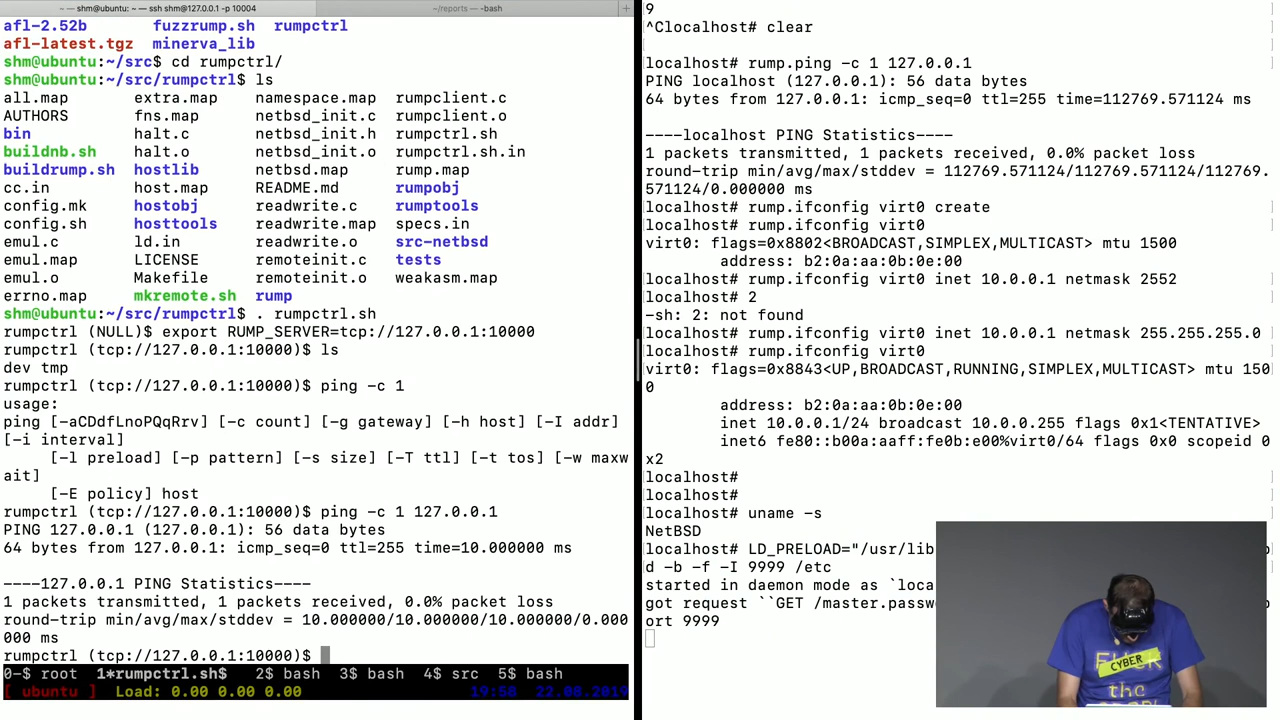 ~ — shm@ubuntu: ~ — ssh shm@127.0.0.1 -p 10004
~/reports — -bash
+
afl-2.52b fuzzrump.sh rumpctrl
afl-latest.tgz minerva_lib
shm@ubuntu:~/src$ cd rumpctrl/
shm@ubuntu:~/src/rumpctrl$ ls
all.map extra.map namespace.map rumpclient.c
AUTHORS fns.map netbsd_init.c rumpclient.o
bin halt.c netbsd_init.h rumpctrl.sh
buildnb.sh halt.o netbsd_init.o rumpctrl.sh.in
buildrump.sh hostlib netbsd.map rump.map
cc.in host.map README.md rumpobj
config.mk hostobj readwrite.c rumptools
config.sh hosttools readwrite.map specs.in
emul.c ld.in readwrite.o src-netbsd
emul.map LICENSE remoteinit.c tests
emul.o Makefile remoteinit.o weakasm.map
errno.map mkremote.sh rump
shm@ubuntu:~/src/rumpctrl$ . rumpctrl.sh
rumpctrl (NULL)$ export RUMP_SERVER=tcp://127.0.0.1:10000
rumpctrl (tcp://127.0.0.1:10000)$ ls
dev tmp
rumpctrl (tcp://127.0.0.1:10000)$ ping -c 1
usage:
ping [-aCDdfLnoPQqRrv] [-c count] [-g gateway] [-h host] [-I addr]
[-i interval]
[-l preload] [-p pattern] [-s size] [-T ttl] [-t tos] [-w maxw
ait]
[-E policy] host
rumpctrl (tcp://127.0.0.1:10000)$ ping -c 1 127.0.0.1
PING 127.0.0.1 (127.0.0.1): 56 data bytes
64 bytes from 127.0.0.1: icmp_seq=0 ttl=255 time=10.000000 ms
----127.0.0.1 PING Statistics----
1 packets transmitted, 1 packets received, 0.0% packet loss
round-trip min/avg/max/stddev = 10.000000/10.000000/10.000000/0.000
000 ms
rumpctrl (tcp://127.0.0.1:10000)$
0-$ root 1*rumpctrl.sh$ 2$ bash 3$ bash 4$ src 5$ bash
[ ubuntu ] Load: 0.00 0.00 0.00 19:58 22.08.2019
9
^Clocalhost# clear
localhost# rump.ping -c 1 127.0.0.1
PING localhost (127.0.0.1): 56 data bytes
64 bytes from 127.0.0.1: icmp_seq=0 ttl=255 time=112769.571124 ms
----localhost PING Statistics----
1 packets transmitted, 1 packets received, 0.0% packet loss
round-trip min/avg/max/stddev = 112769.571124/112769.571124/112769.
571124/0.000000 ms
localhost# rump.ifconfig virt0 create
localhost# rump.ifconfig virt0
virt0: flags=0x8802<BROADCAST,SIMPLEX,MULTICAST> mtu 1500
address: b2:0a:aa:0b:0e:00
localhost# rump.ifconfig virt0 inet 10.0.0.1 netmask 2552
localhost# 2
-sh: 2: not found
localhost# rump.ifconfig virt0 inet 10.0.0.1 netmask 255.255.255.0
localhost# rump.ifconfig virt0
virt0: flags=0x8843<UP,BROADCAST,RUNNING,SIMPLEX,MULTICAST> mtu 150
0
address: b2:0a:aa:0b:0e:00
inet 10.0.0.1/24 broadcast 10.0.0.255 flags 0x1<TENTATIVE>
inet6 fe80::b00a:aaff:fe0b:e00%virt0/64 flags 0x0 scopeid 0
x2
localhost#
localhost#
localhost# uname -s
NetBSD
localhost# LD_PRELOAD="/usr/lib
d -b -f -I 9999 /etc
started in daemon mode as `loca
got request ``GET /master.passw
ort 9999
CYBER
the